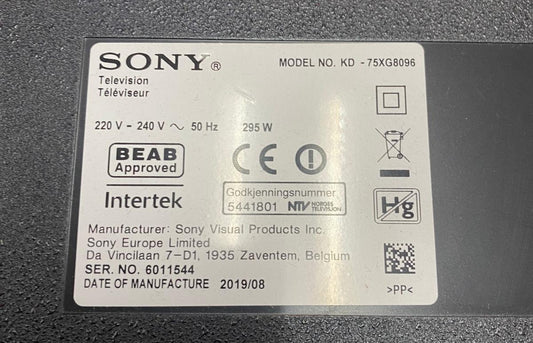 SONY®
MODEL NO. KD - 75XG8096
Television
Téléviseur
220 V - 240 V ~ 50 Hz 295 W
BEAB
Approved
Intertek
CE
Godkjenningsnummer
5441801 NTV NORGES
TELEVISJON
Hg
Manufacturer: Sony Visual Products Inc.
Sony Europe Limited
Da Vincilaan 7-D1, 1935 Zaventem, Belgium
SER. NO. 6011544
DATE OF MANUFACTURE 2019/08
>PP<